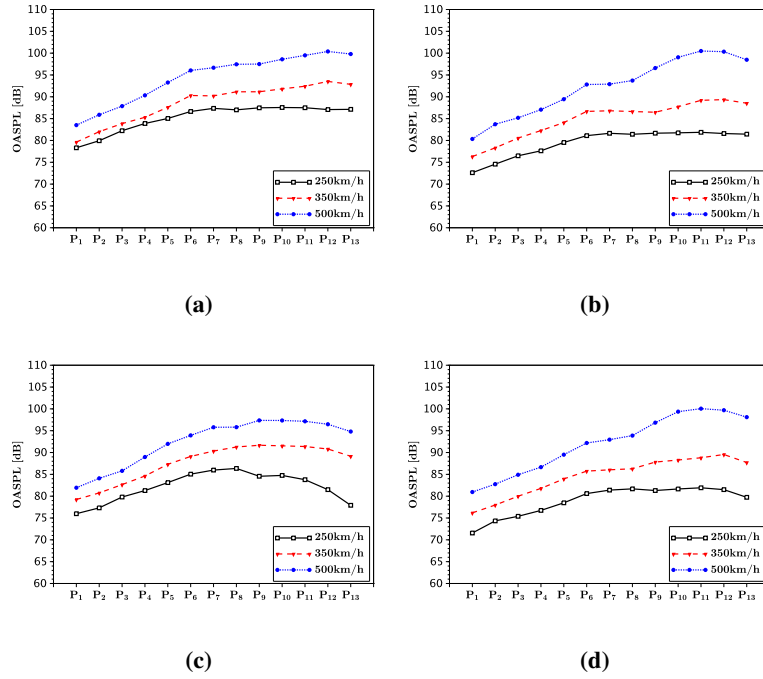 110
105
100
95
90
85
80
75
70
65
60
OASPL [dB]
250km/h
350km/h
500km/h
P₁ P₂ P₃ P₄ P₅ P₆ P₇ P₈ P₉ P₁₀ P₁₁ P₁₂ P₁₃
(a)
110
105
100
95
90
85
80
75
70
65
60
OASPL [dB]
250km/h
350km/h
500km/h
P₁ P₂ P₃ P₄ P₅ P₆ P₇ P₈ P₉ P₁₀ P₁₁ P₁₂ P₁₃
(b)
110
105
100
95
90
85
80
75
70
65
60
OASPL [dB]
250km/h
350km/h
500km/h
P₁ P₂ P₃ P₄ P₅ P₆ P₇ P₈ P₉ P₁₀ P₁₁ P₁₂ P₁₃
(c)
110
105
100
95
90
85
80
75
70
65
60
OASPL [dB]
250km/h
350km/h
500km/h
P₁ P₂ P₃ P₄ P₅ P₆ P₇ P₈ P₉ P₁₀ P₁₁ P₁₂ P₁₃
(d)